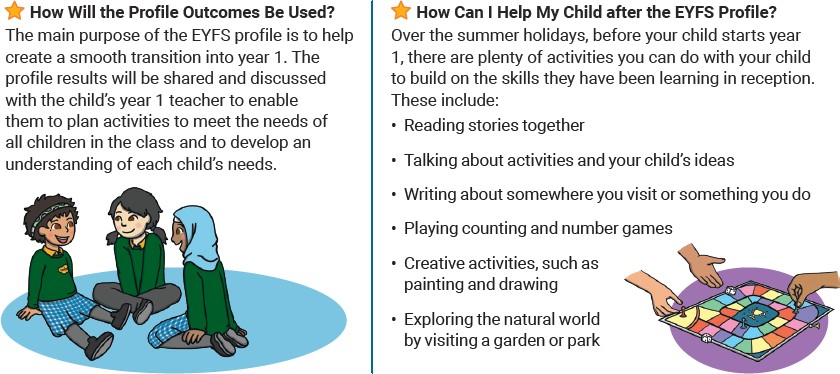 How Will the Profile Outcomes Be Used?
The main purpose of the EYFS profile is to help
create a smooth transition into year 1. The
profile results will be shared and discussed
with the child’s year 1 teacher to enable
them to plan activities to meet the needs of
all children in the class and to develop an
understanding of each child’s needs.
How Can I Help My Child after the EYFS Profile?
Over the summer holidays, before your child starts year
1, there are plenty of activities you can do with your child
to build on the skills they have been learning in reception.
These include:
• Reading stories together
• Talking about activities and your child’s ideas
• Writing about somewhere you visit or something you do
• Playing counting and number games
• Creative activities, such as
painting and drawing
• Exploring the natural world
by visiting a garden or park